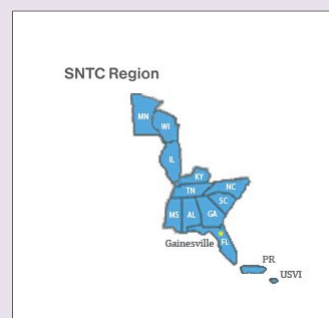 SNTC Region
MN
WI
IL
KY
TN
NC
SC
MS
AL
GA
Gainesville
FL
PR
USVI